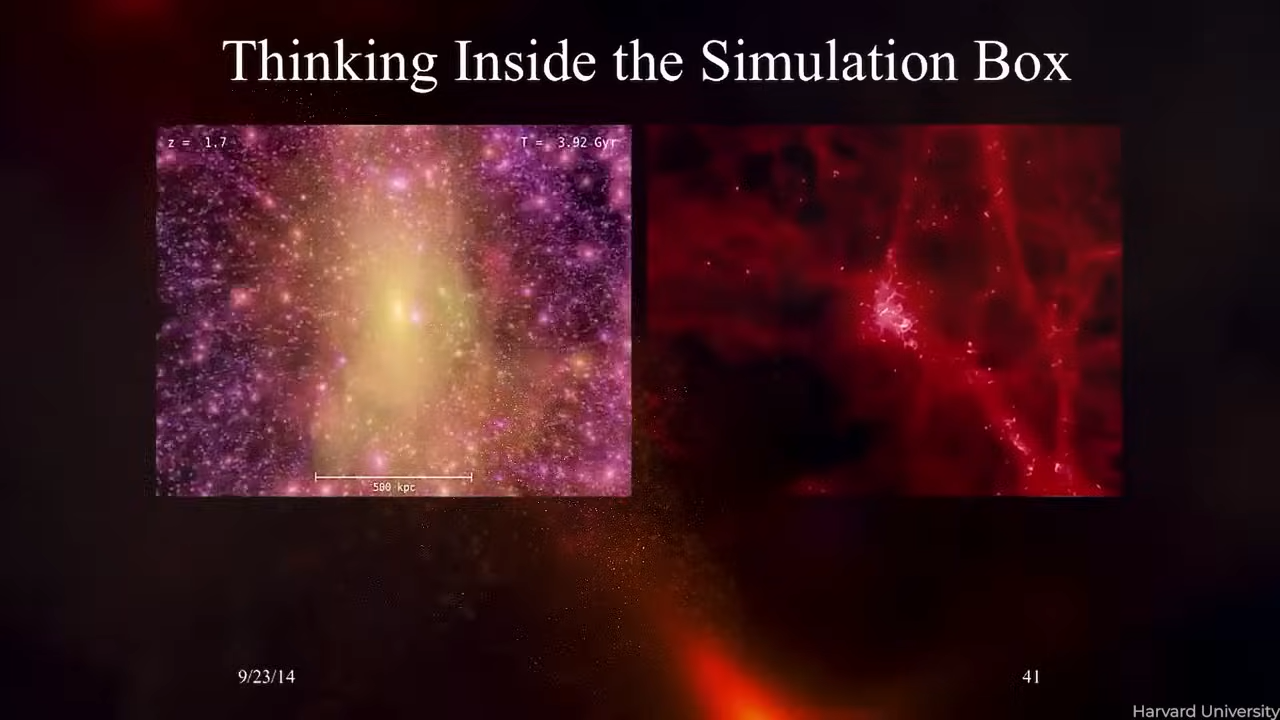 Thinking Inside the Simulation Box
z = 1.7
T = 3.92 Gyr
500 kpc
9/23/14
41
Harvard University